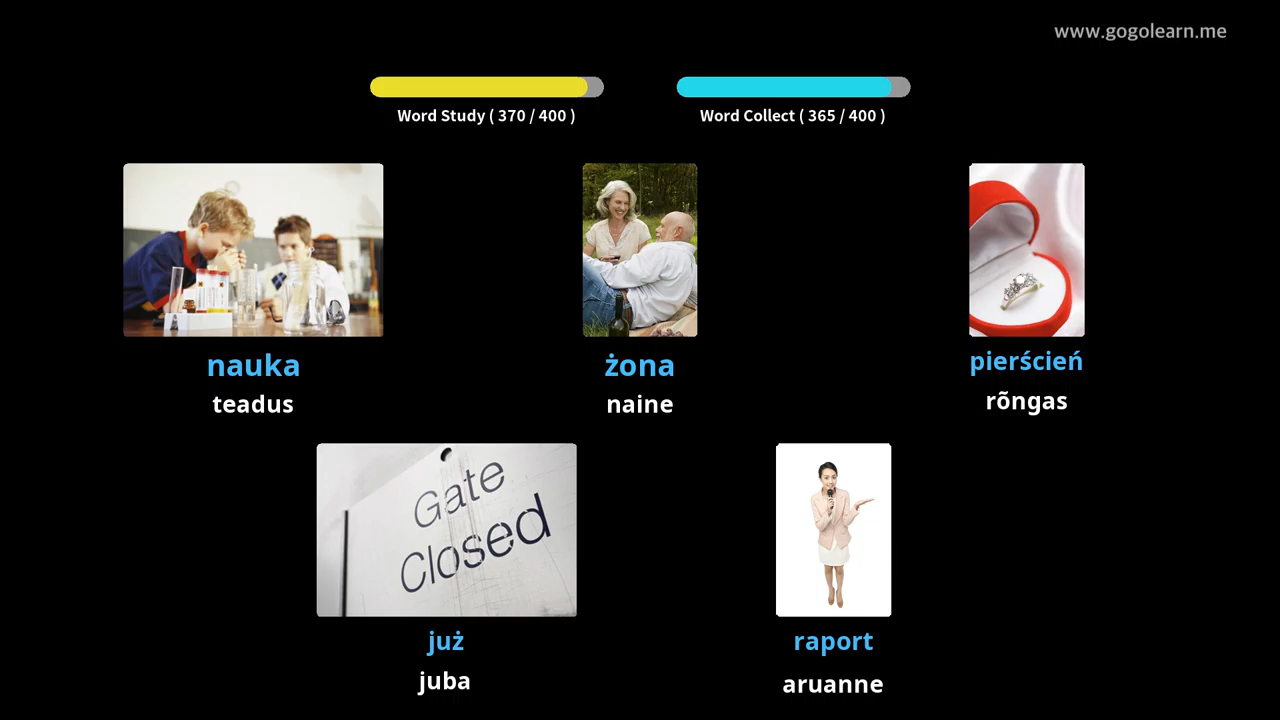 www.gogolearn.me
Word Study ( 370 / 400 )
Word Collect ( 365 / 400 )
nauka
teadus
żona
naine
pierścień
rõngas
Gate
Closed
już
juba
raport
aruanne